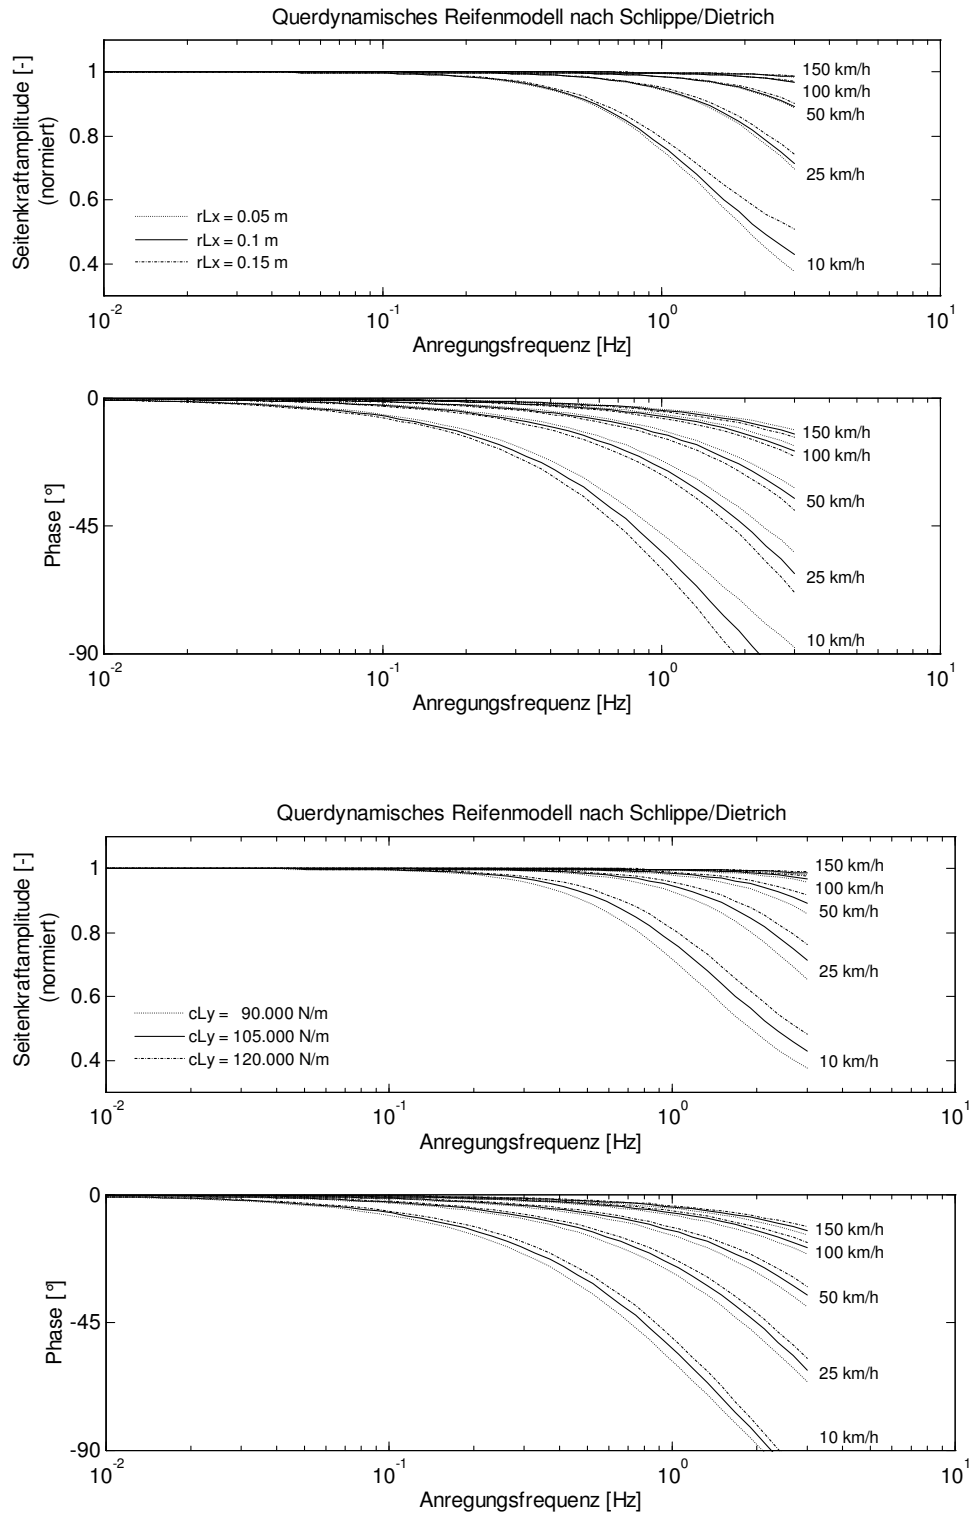 Querdynamisches Reifenmodell nach Schlippe/Dietrich
Seitenkraftamplitude [-]
(normiert)
1
0.8
0.6
0.4
rLx = 0.05 m
rLx = 0.1 m
rLx = 0.15 m
150 km/h
100 km/h
50 km/h
25 km/h
10 km/h
10⁻² 10⁻¹ 10⁰ 10¹
Anregungsfrequenz [Hz]
Phase [°]
0
-45
-90
150 km/h
100 km/h
50 km/h
25 km/h
10 km/h
10⁻² 10⁻¹ 10⁰ 10¹
Anregungsfrequenz [Hz]
Querdynamisches Reifenmodell nach Schlippe/Dietrich
Seitenkraftamplitude [-]
(normiert)
1
0.8
0.6
0.4
cLy = 90.000 N/m
cLy = 105.000 N/m
cLy = 120.000 N/m
150 km/h
100 km/h
50 km/h
25 km/h
10 km/h
10⁻² 10⁻¹ 10⁰ 10¹
Anregungsfrequenz [Hz]
Phase [°]
0
-45
-90
150 km/h
100 km/h
50 km/h
25 km/h
10 km/h
10⁻² 10⁻¹ 10⁰ 10¹
Anregungsfrequenz [Hz]